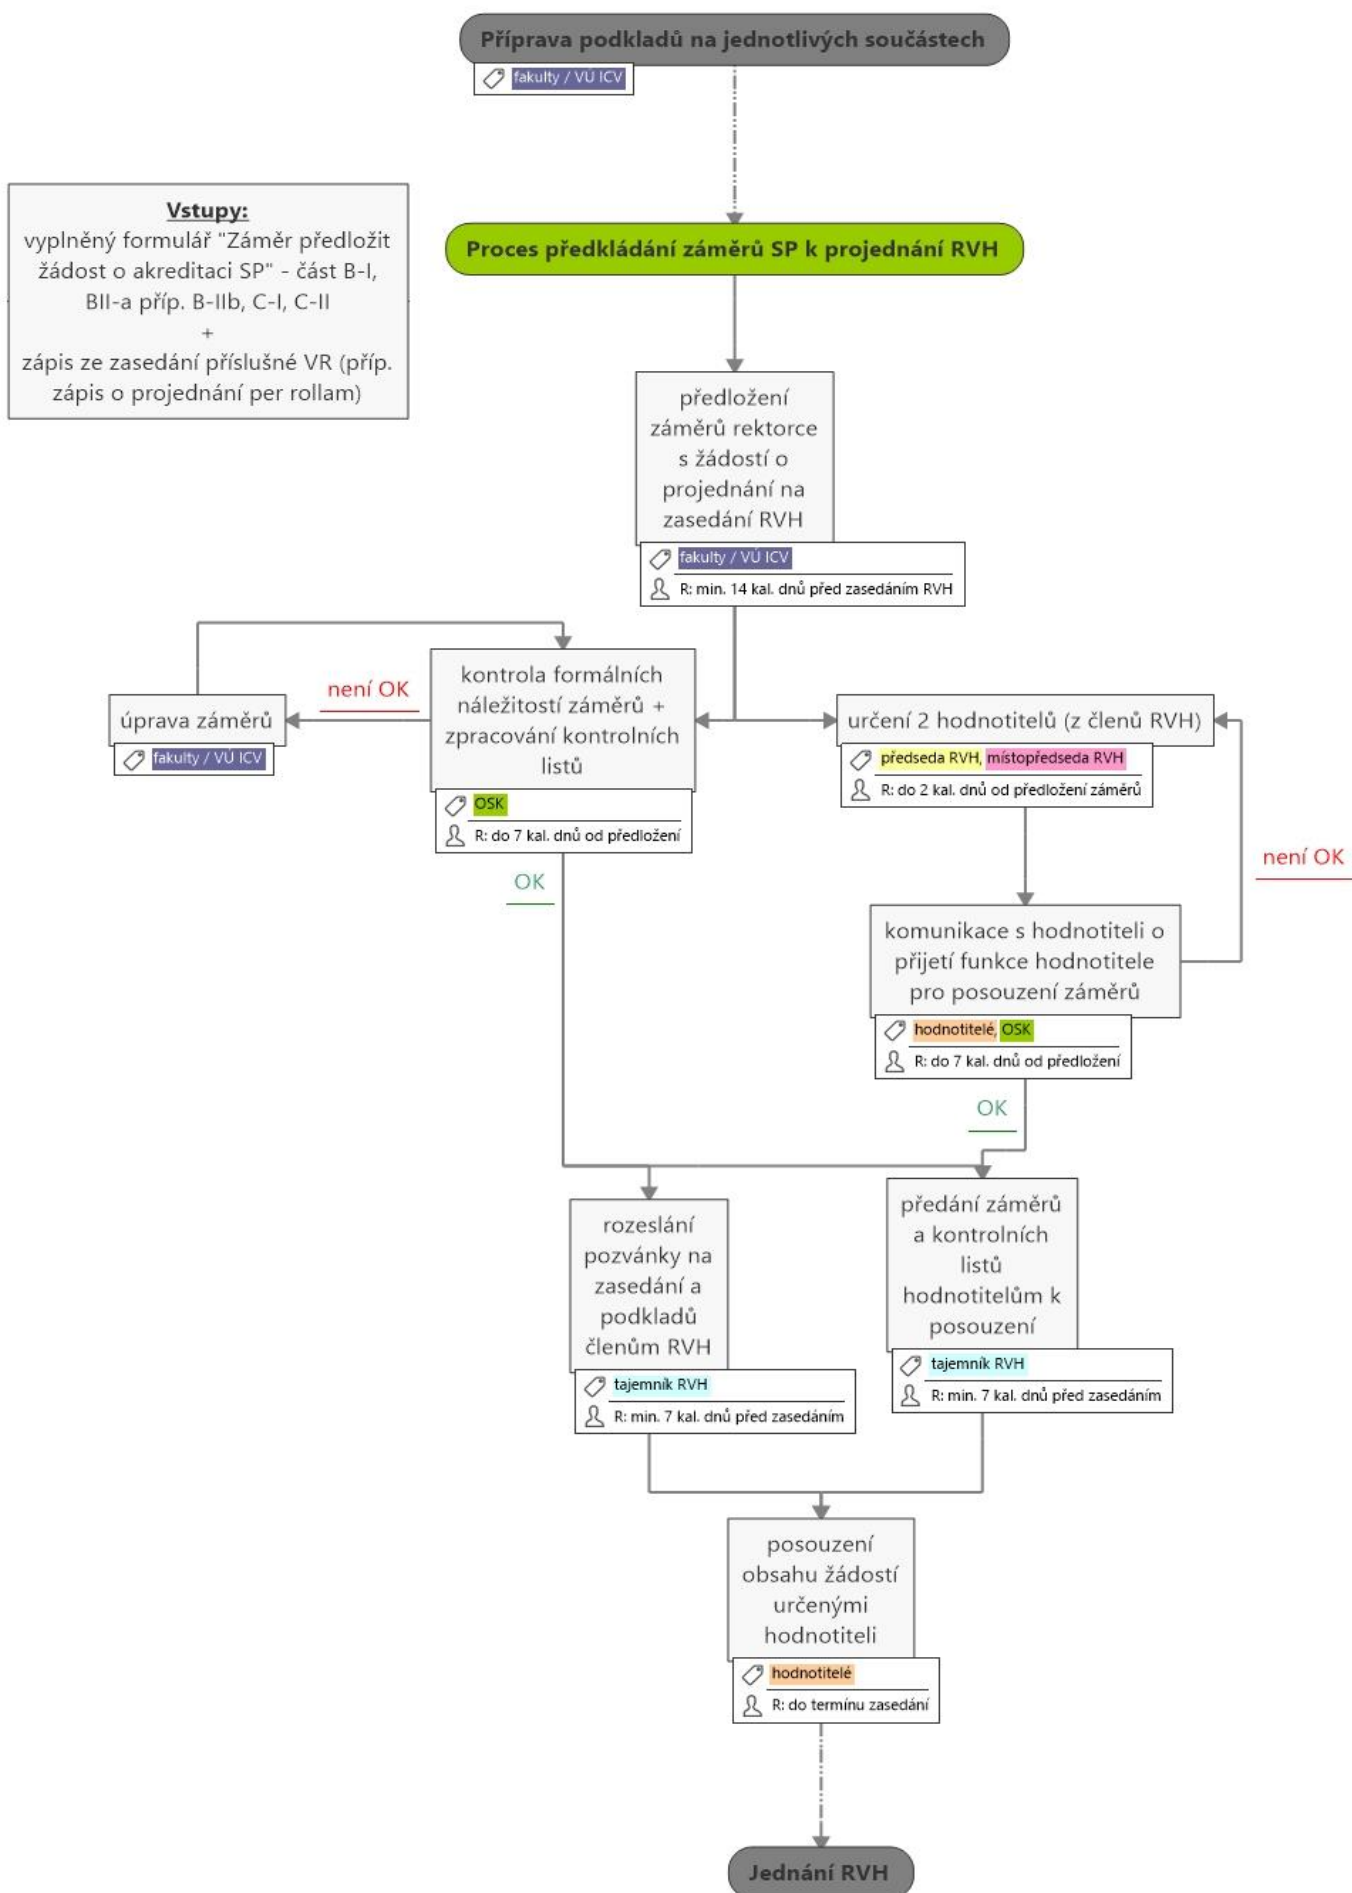 Příprava podkladů na jednotlivých součástech
fakulty / VÚ ICV
Vstupy:
vyplněný formulář "Záměr předložit
žádost o akreditaci SP" - část B-I,
BII-a příp. B-IIb, C-I, C-II
+
zápis ze zasedání příslušné VR (příp.
zápis o projednání per rollam)
Proces předkládání záměrů SP k projednání RVH
předložení
záměrů rektorce
s žádostí o
projednání na
zasedání RVH
fakulty / VÚ ICV
R: min. 14 kal. dnů před zasedáním RVH
není OK
úprava záměrů
fakulty / VÚ ICV
kontrola formálních
náležitostí záměrů +
zpracování kontrolních
listů
OSK
R: do 7 kal. dnů od předložení
OK
určení 2 hodnotitelů (z členů RVH)
předseda RVH, místopředseda RVH
R: do 2 kal. dnů od předložení záměrů
není OK
komunikace s hodnotiteli o
přijetí funkce hodnotitele
pro posouzení záměrů
hodnotitelé, OSK
R: do 7 kal. dnů od předložení
OK
rozeslání
pozvánky na
zasedání a
podkladů
členům RVH
tajemník RVH
R: min. 7 kal. dnů před zasedáním
předání záměrů
a kontrolních
listů
hodnotitelům k
posouzení
tajemník RVH
R: min. 7 kal. dnů před zasedáním
posouzení
obsahu žádostí
určenými
hodnotiteli
hodnotitelé
R: do termínu zasedání
Jednání RVH